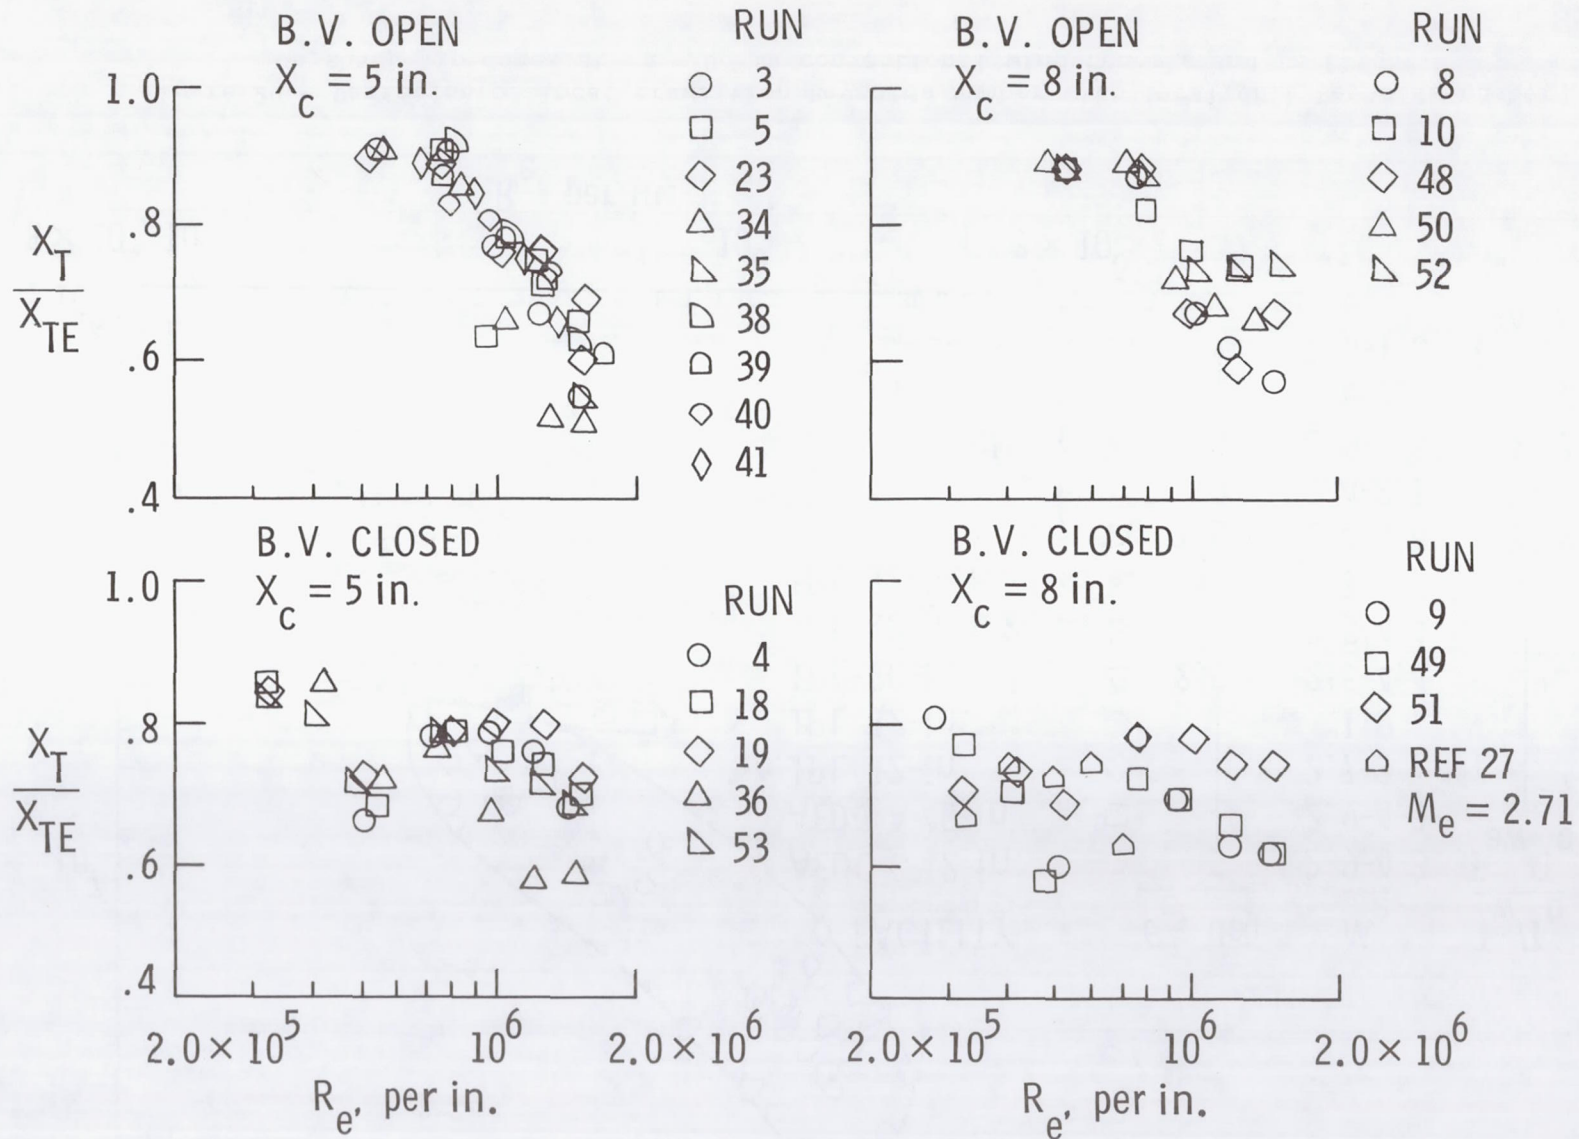 B.V. OPEN
X_c = 5 in.
RUN
3
5
23
34
35
38
39
40
41
1.0
.8
.6
.4
X_T
X_TE
B.V. OPEN
X_c = 8 in.
RUN
8
10
48
50
52
B.V. CLOSED
X_c = 5 in.
RUN
4
18
19
36
53
1.0
.8
.6
.4
X_T
X_TE
2.0 × 10^5
10^6
2.0 × 10^6
R_e, per in.
B.V. CLOSED
X_c = 8 in.
RUN
9
49
51
REF 27
M_e = 2.71
2.0 × 10^5
10^6
2.0 × 10^6
R_e, per in.